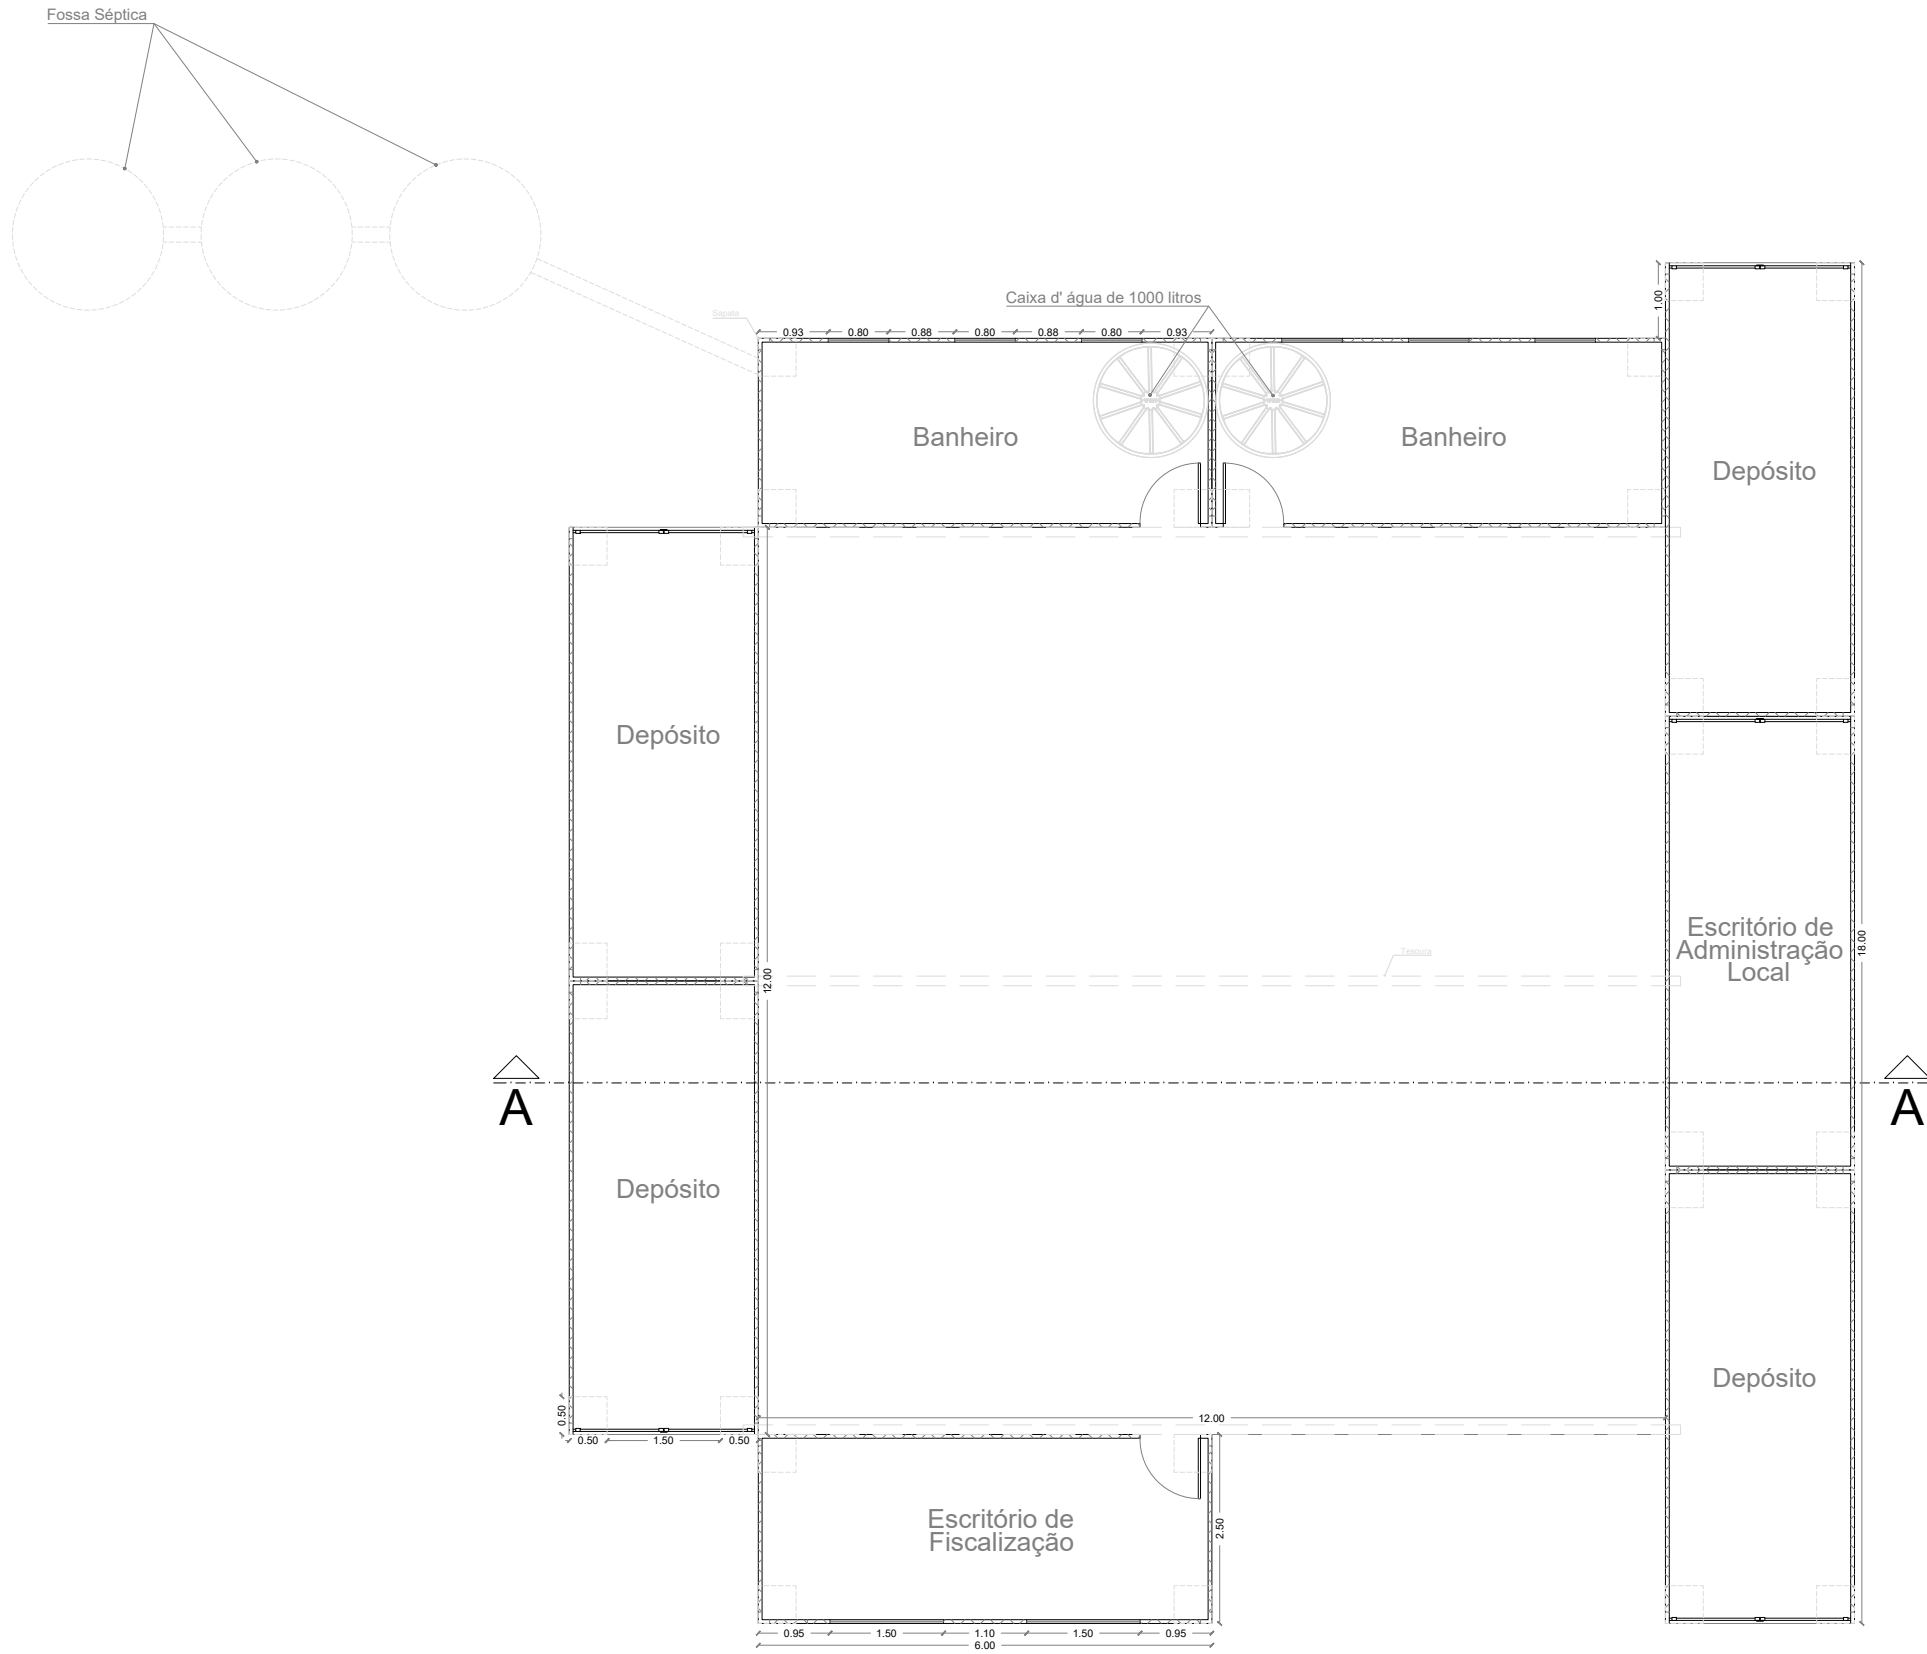 Fossa Séptica
Caixa d' água de 1000 litros
Sapata
0.93 0.80 0.88 0.80 0.88 0.80 0.93
1.00
Banheiro
Banheiro
Depósito
Depósito
Escritório de
Administração
Local
18.00
Tesoura
12.00
A
A
Depósito
Depósito
0.50
12.00
0.50 1.50 0.50
Escritório de
Fiscalização
2.50
0.95 1.50 1.10 1.50 0.95
6.00